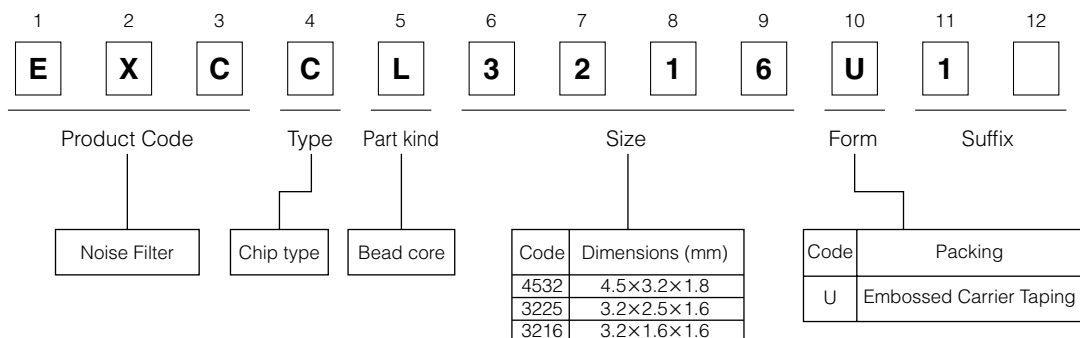 1 2 3 4 5 6 7 8 9 10 11 12
E X C C L 3 2 1 6 U 1
Product Code Type Part kind Size Form Suffix
Noise Filter Chip type Bead core
Code Dimensions (mm)
4532 4.5×3.2×1.8
3225 3.2×2.5×1.6
3216 3.2×1.6×1.6
Code Packing
U Embossed Carrier Taping